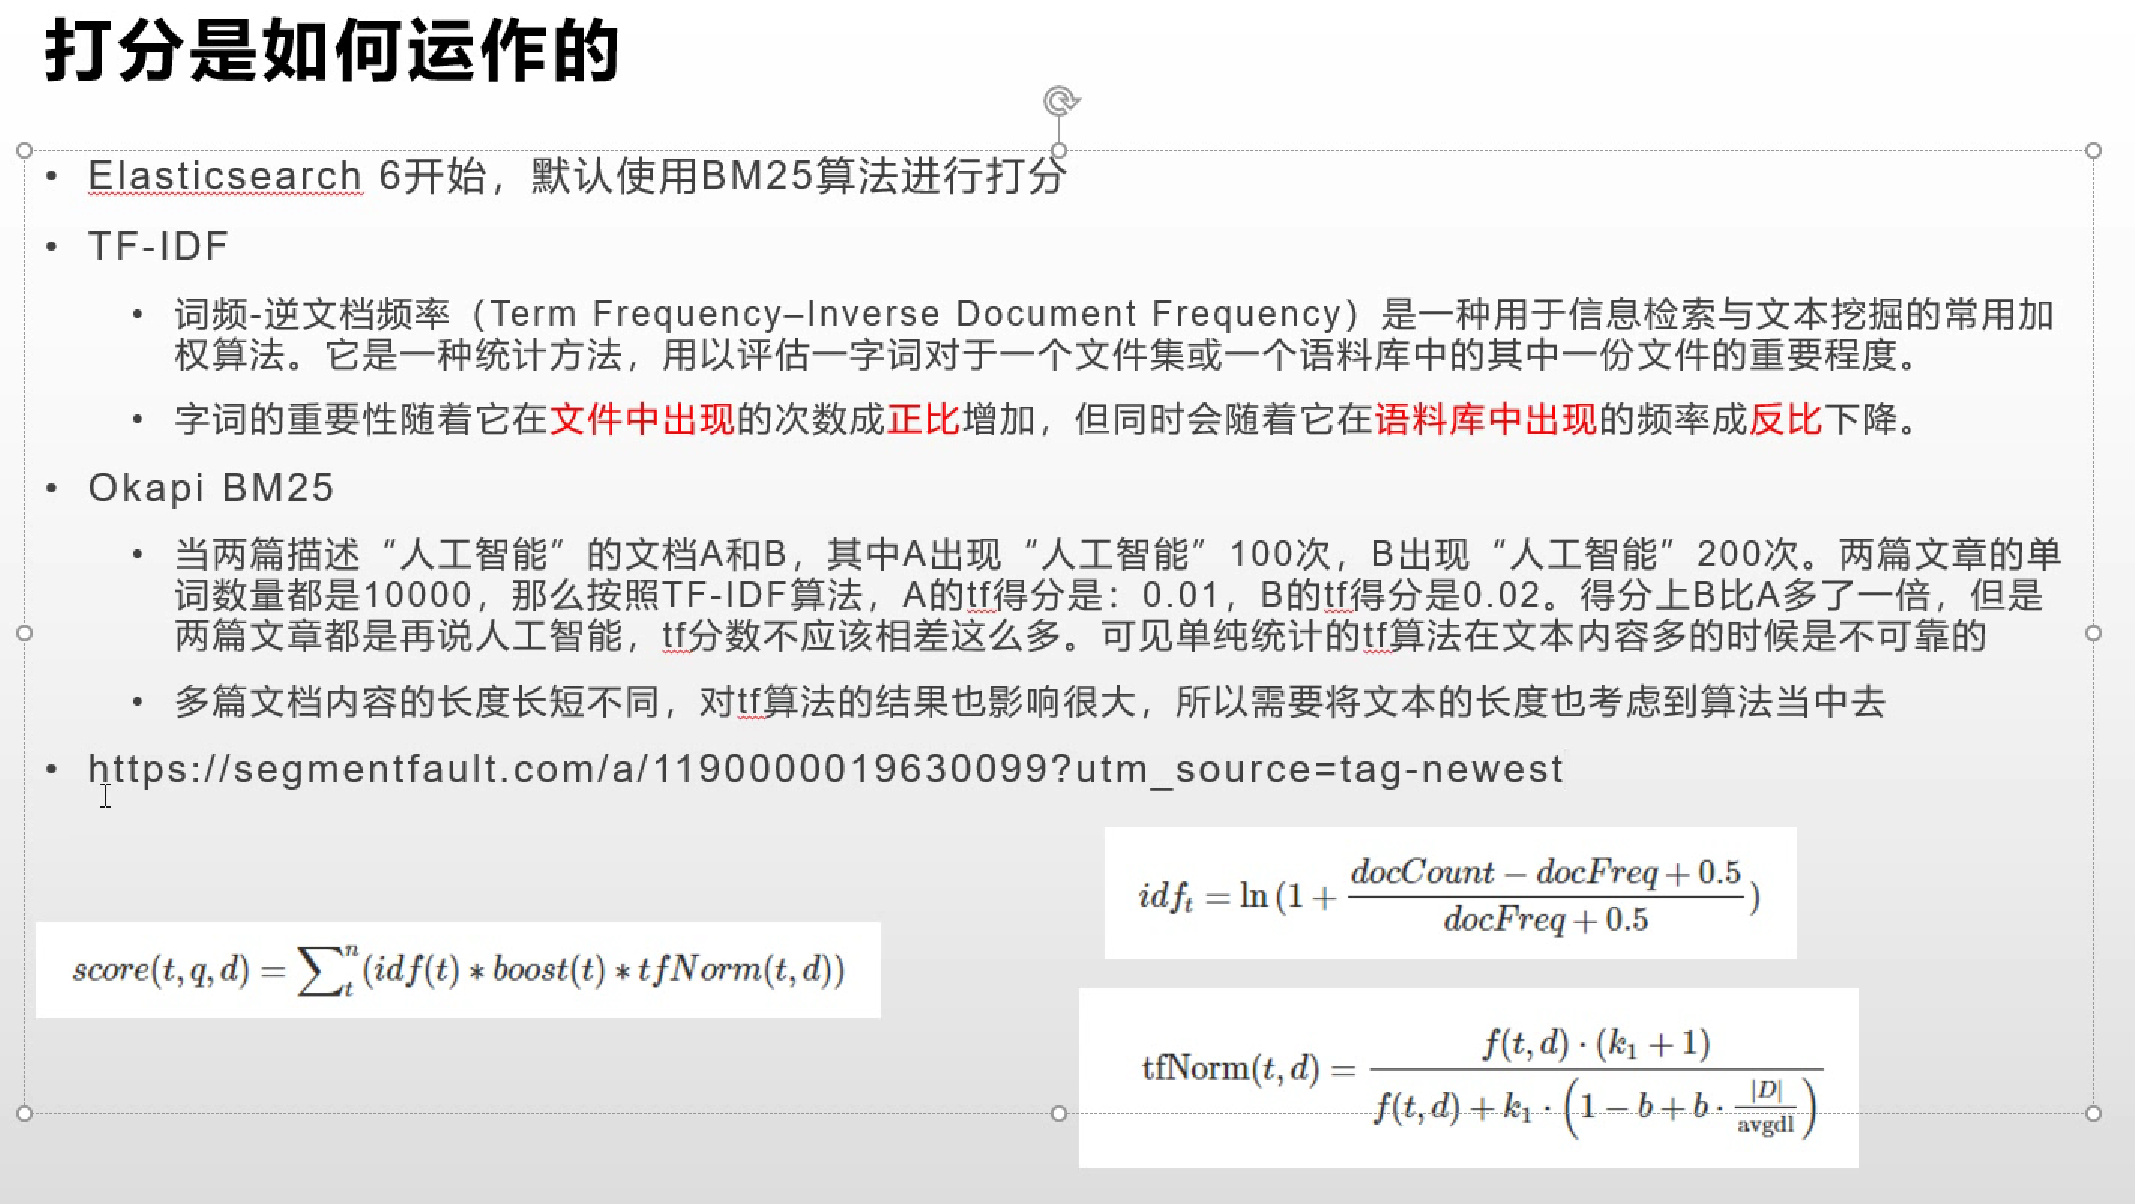 打分是如何运作的
• Elasticsearch 6开始，默认使用BM25算法进行打分
• TF-IDF
• 词频-逆文档频率（Term Frequency–Inverse Document Frequency）是一种用于信息检索与文本挖掘的常用加
权算法。它是一种统计方法，用以评估一字词对于一个文件集或一个语料库中的其中一份文件的重要程度。
• 字词的重要性随着它在文件中出现的次数成正比增加，但同时会随着它在语料库中出现的频率成反比下降。
• Okapi BM25
• 当两篇描述“人工智能”的文档A和B，其中A出现“人工智能”100次，B出现“人工智能”200次。两篇文章的单
词数量都是10000，那么按照TF-IDF算法，A的tf得分是：0.01，B的tf得分是0.02。得分上B比A多了一倍，但是
两篇文章都是再说人工智能，tf分数不应该相差这么多。可见单纯统计的tf算法在文本内容多的时候是不可靠的
• 多篇文档内容的长度长短不同，对tf算法的结果也影响很大，所以需要将文本的长度也考虑到算法当中去
• https://segmentfault.com/a/1190000019630099?utm_source=tag-newest
idf_t = ln (1 + (docCount − docFreq + 0.5) / (docFreq + 0.5))
score(t, q, d) = ∑_t^n (idf(t) ∗ boost(t) ∗ tfNorm(t, d))
tfNorm(t, d) = f(t, d) · (k₁ + 1) / (f(t, d) + k₁ · (1 − b + b · |D| / avgdl))